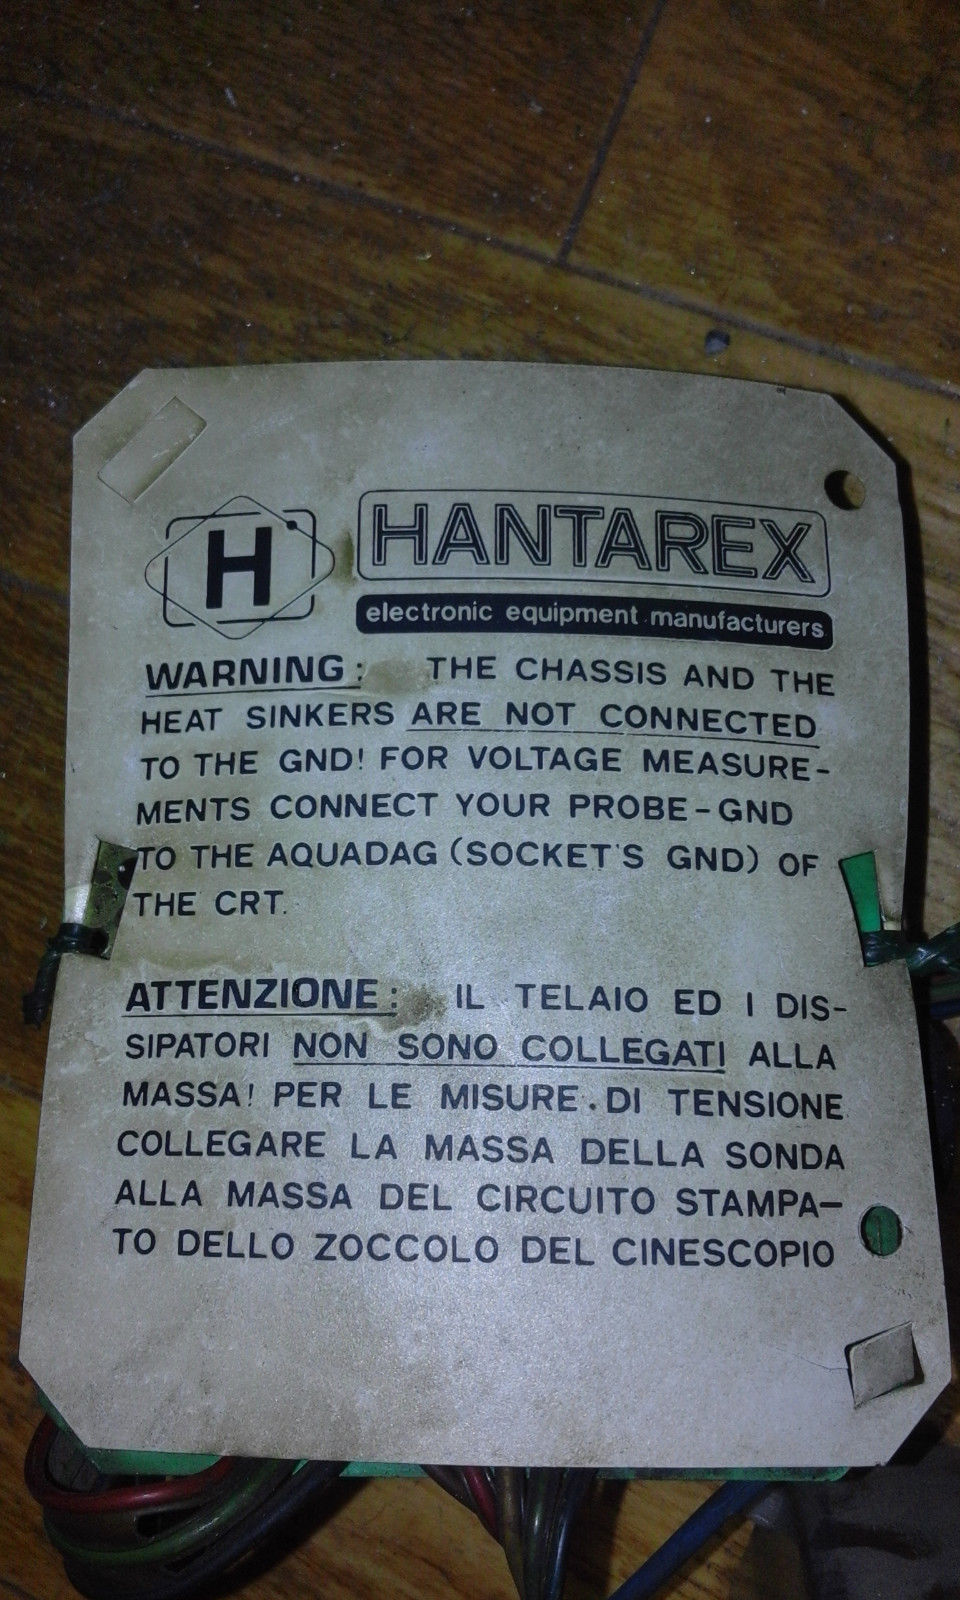 H
HANTAREX
electronic equipment manufacturers
WARNING: THE CHASSIS AND THE
HEAT SINKERS ARE NOT CONNECTED
TO THE GND! FOR VOLTAGE MEASURE-
MENTS CONNECT YOUR PROBE-GND
TO THE AQUADAG (SOCKET'S GND) OF
THE CRT.
ATTENZIONE: IL TELAIO ED I DIS-
SIPATORI NON SONO COLLEGATI ALLA
MASSA! PER LE MISURE.DI TENSIONE
COLLEGARE LA MASSA DELLA SONDA
ALLA MASSA DEL CIRCUITO STAMPA-
TO DELLO ZOCCOLO DEL CINESCOPIO